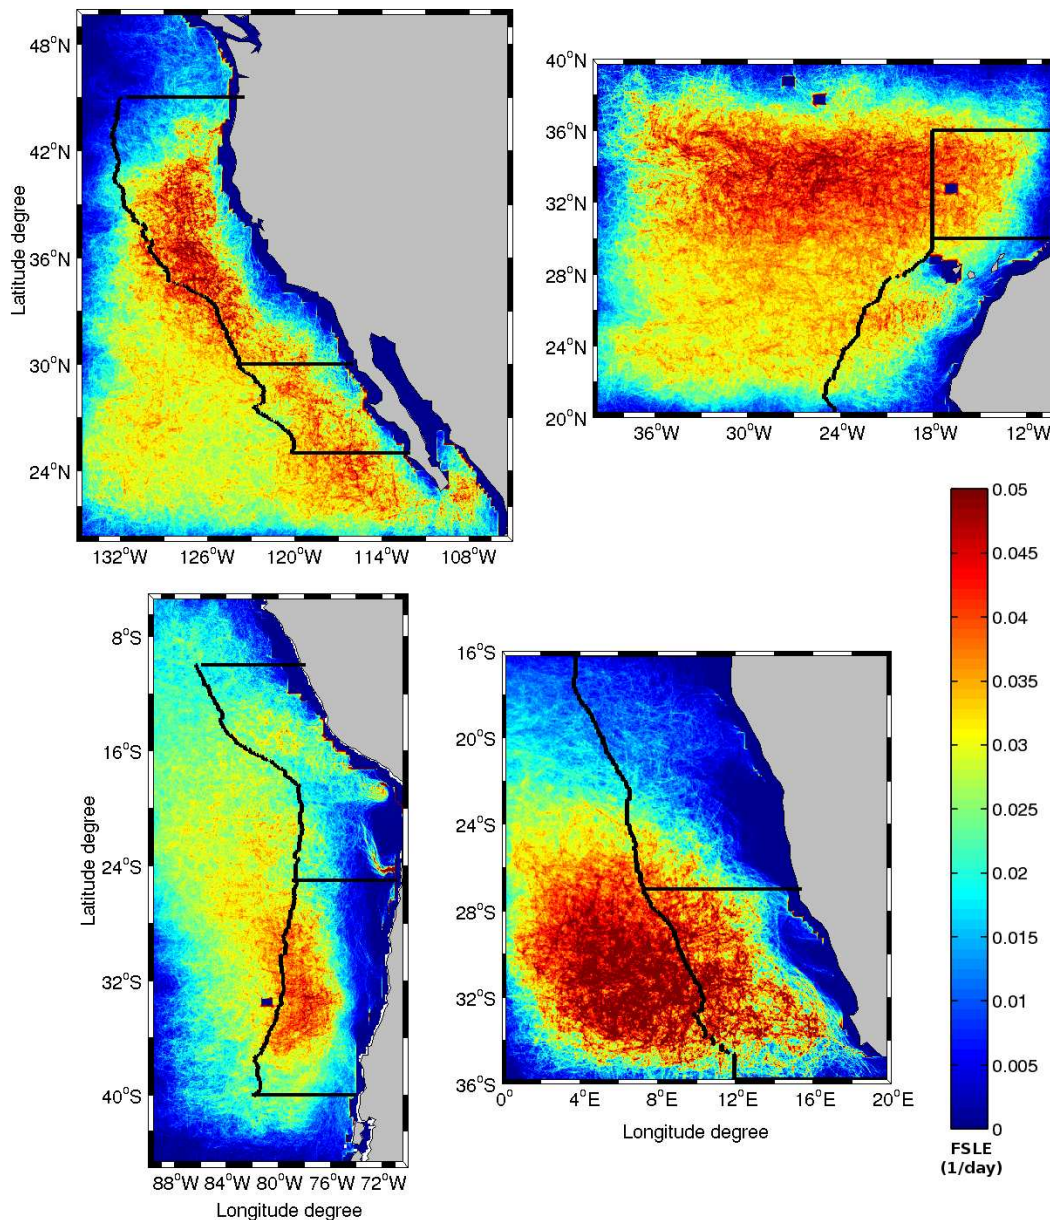 48°N
42°N
36°N
30°N
24°N
Latitude degree
132°W 126°W 120°W 114°W 108°W
40°N
36°N
32°N
28°N
24°N
20°N
36°W 30°W 24°W 18°W 12°W
8°S
16°S
24°S
32°S
40°S
Latitude degree
88°W 84°W 80°W 76°W 72°W
Longitude degree
16°S
20°S
24°S
28°S
32°S
36°S
0° 4°E 8°E 12°E 16°E 20°E
Longitude degree
0.05
0.045
0.04
0.035
0.03
0.025
0.02
0.015
0.01
0.005
0
FSLE
(1/day)